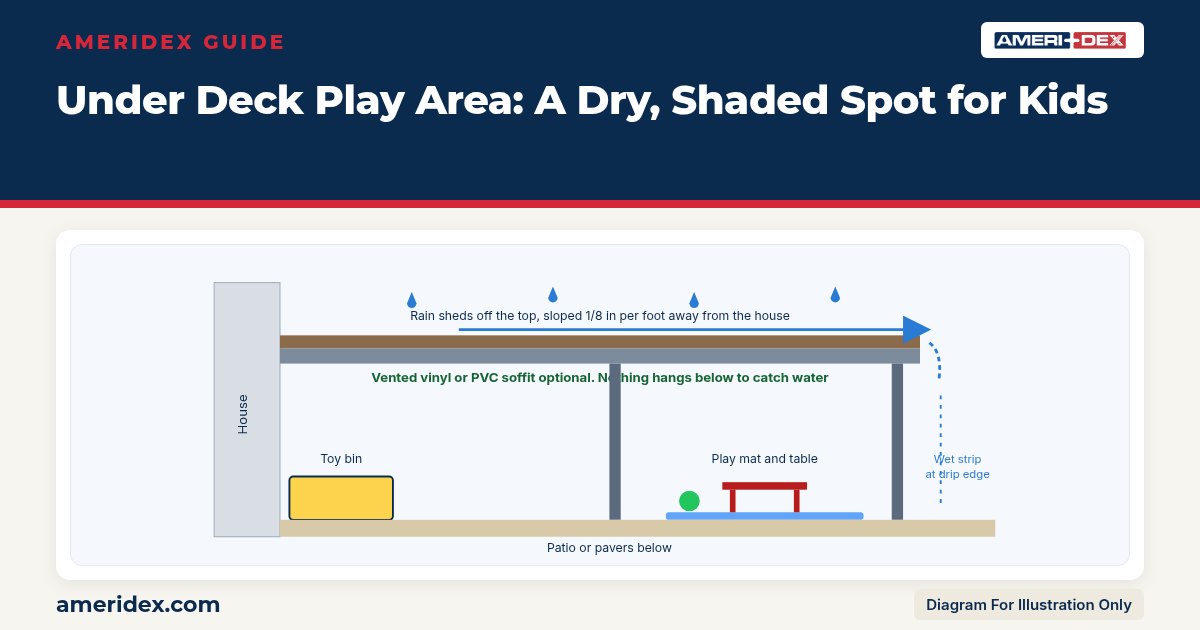 AMERIDEX GUIDE
AMERI-DEX
Under Deck Play Area: A Dry, Shaded Spot for Kids
Rain sheds off the top, sloped 1/8 in per foot away from the house
Vented vinyl or PVC soffit optional. Nothing hangs below to catch water
House
Toy bin
Play mat and table
Wet strip
at drip edge
Patio or pavers below
ameridex.com
Diagram For Illustration Only